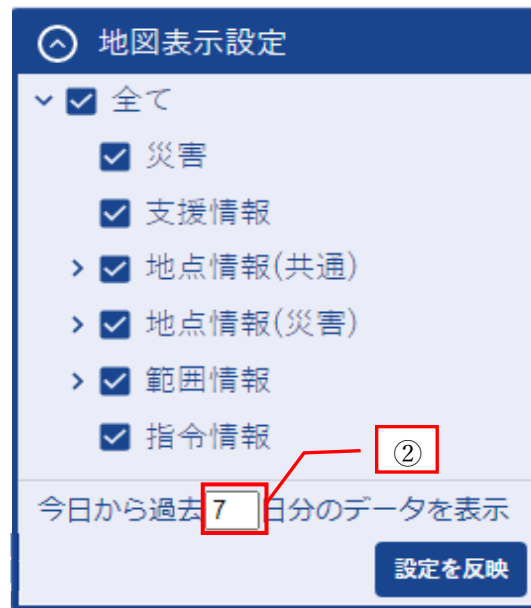 地図表示設定
全て
災害
支援情報
地点情報(共通)
地点情報(災害)
範囲情報
指令情報
②
今日から過去 7 日分のデータを表示
設定を反映